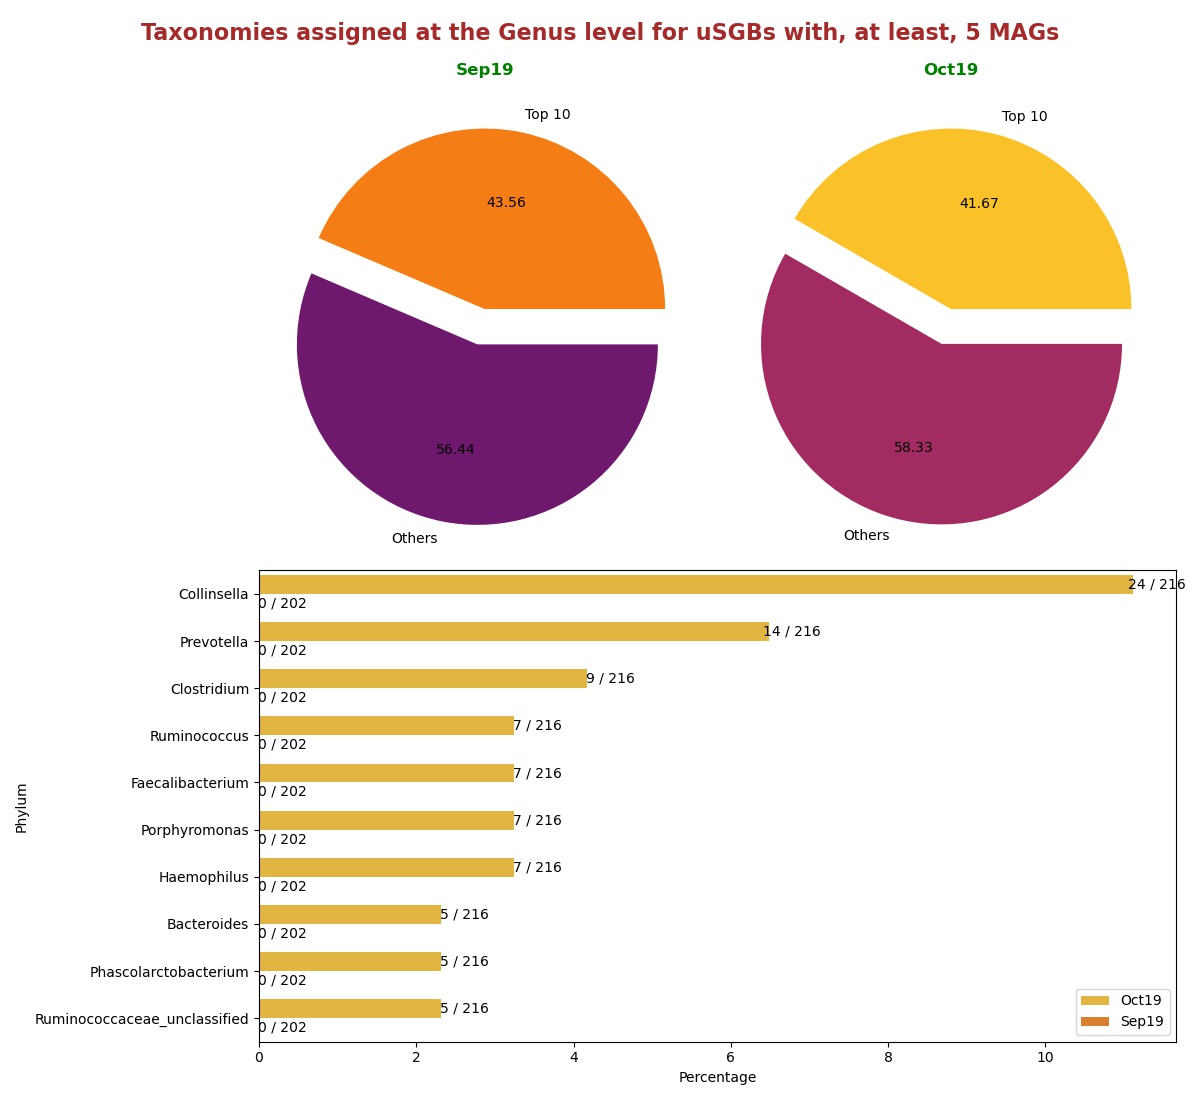 Taxonomies assigned at the Genus level for uSGBs with, at least, 5 MAGs
Sep19
Oct19
Top 10
43.56
56.44
Others
Top 10
41.67
58.33
Others
Collinsella
24 / 216
0 / 202
Prevotella
14 / 216
0 / 202
Clostridium
9 / 216
0 / 202
Ruminococcus
7 / 216
0 / 202
Faecalibacterium
7 / 216
0 / 202
Porphyromonas
7 / 216
0 / 202
Haemophilus
7 / 216
0 / 202
Bacteroides
5 / 216
0 / 202
Phascolarctobacterium
5 / 216
0 / 202
Ruminococcaceae_unclassified
5 / 216
0 / 202
Phylum
Oct19
Sep19
0 2 4 6 8 10
Percentage